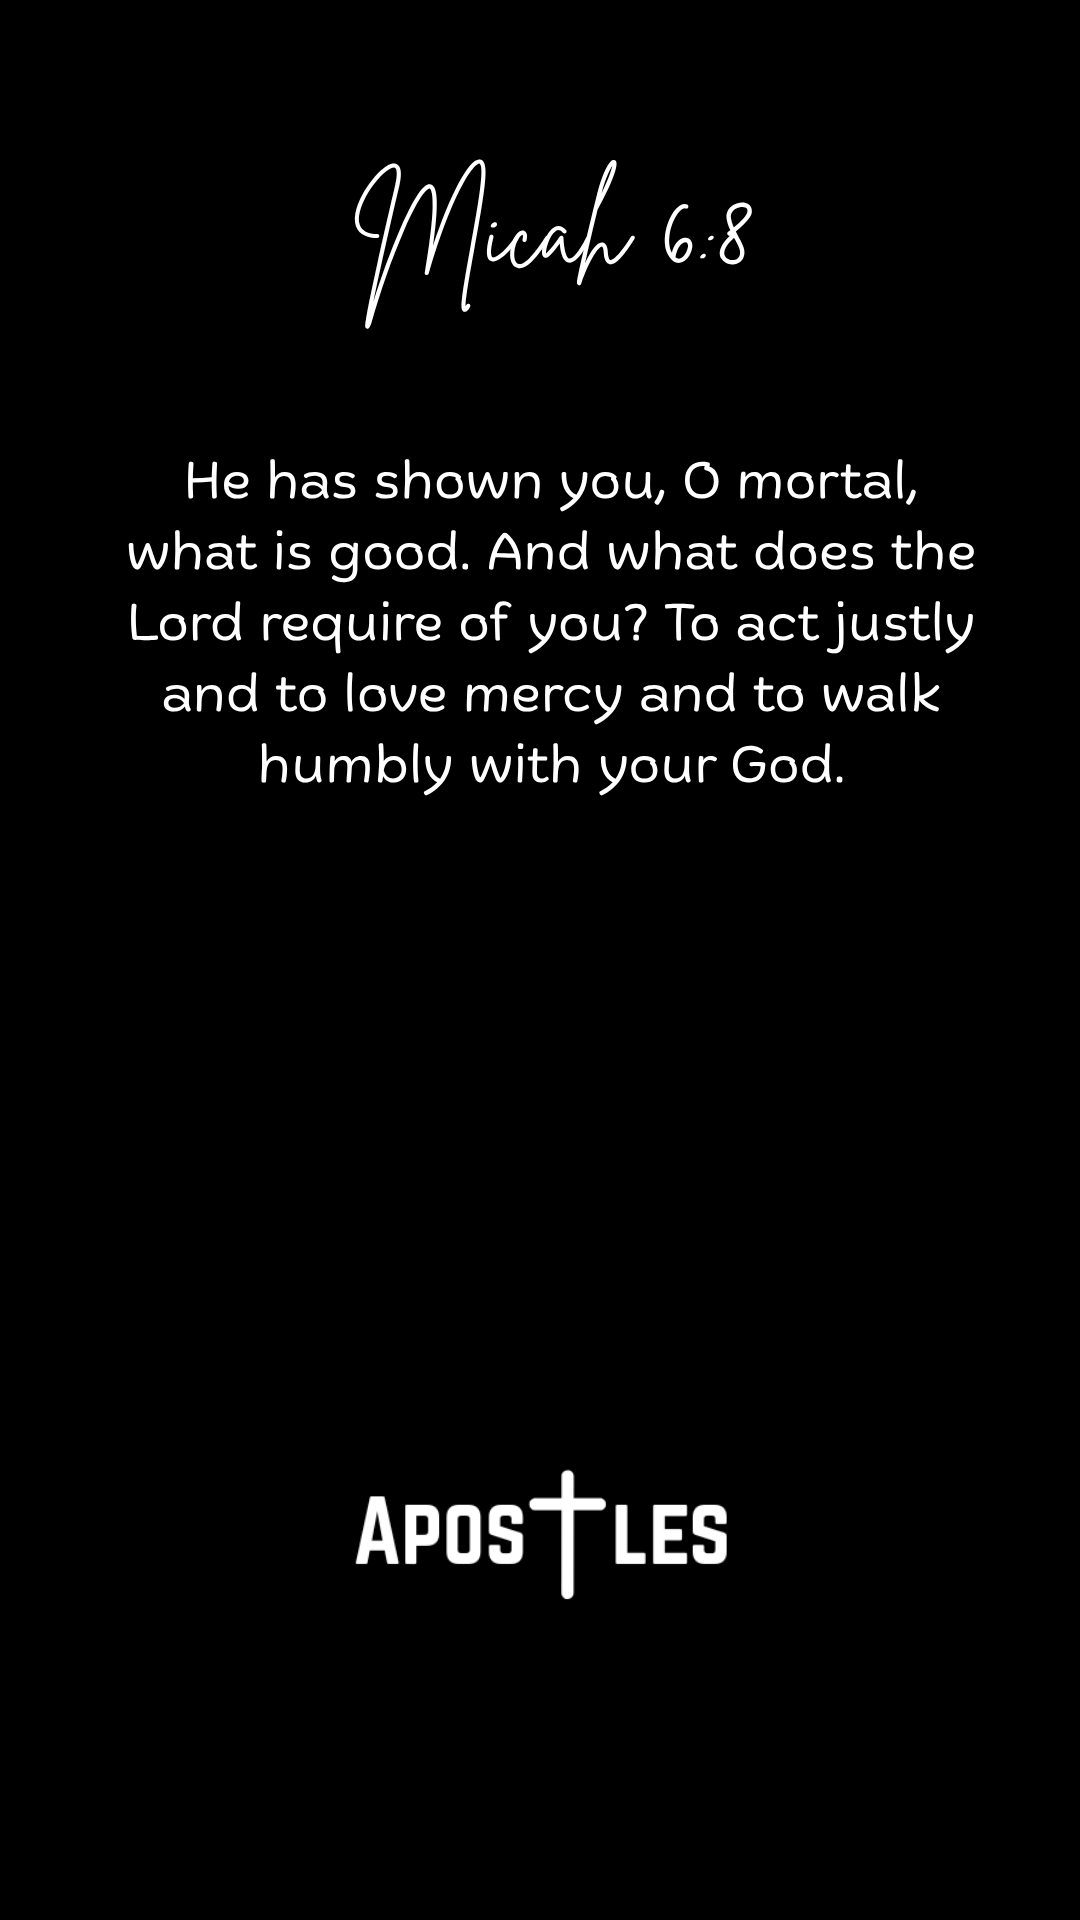 Micah 6:8
He has shown you, O mortal,
what is good. And what does the
Lord require of you? To act justly
and to love mercy and to walk
humbly with your God.
APOSTLES